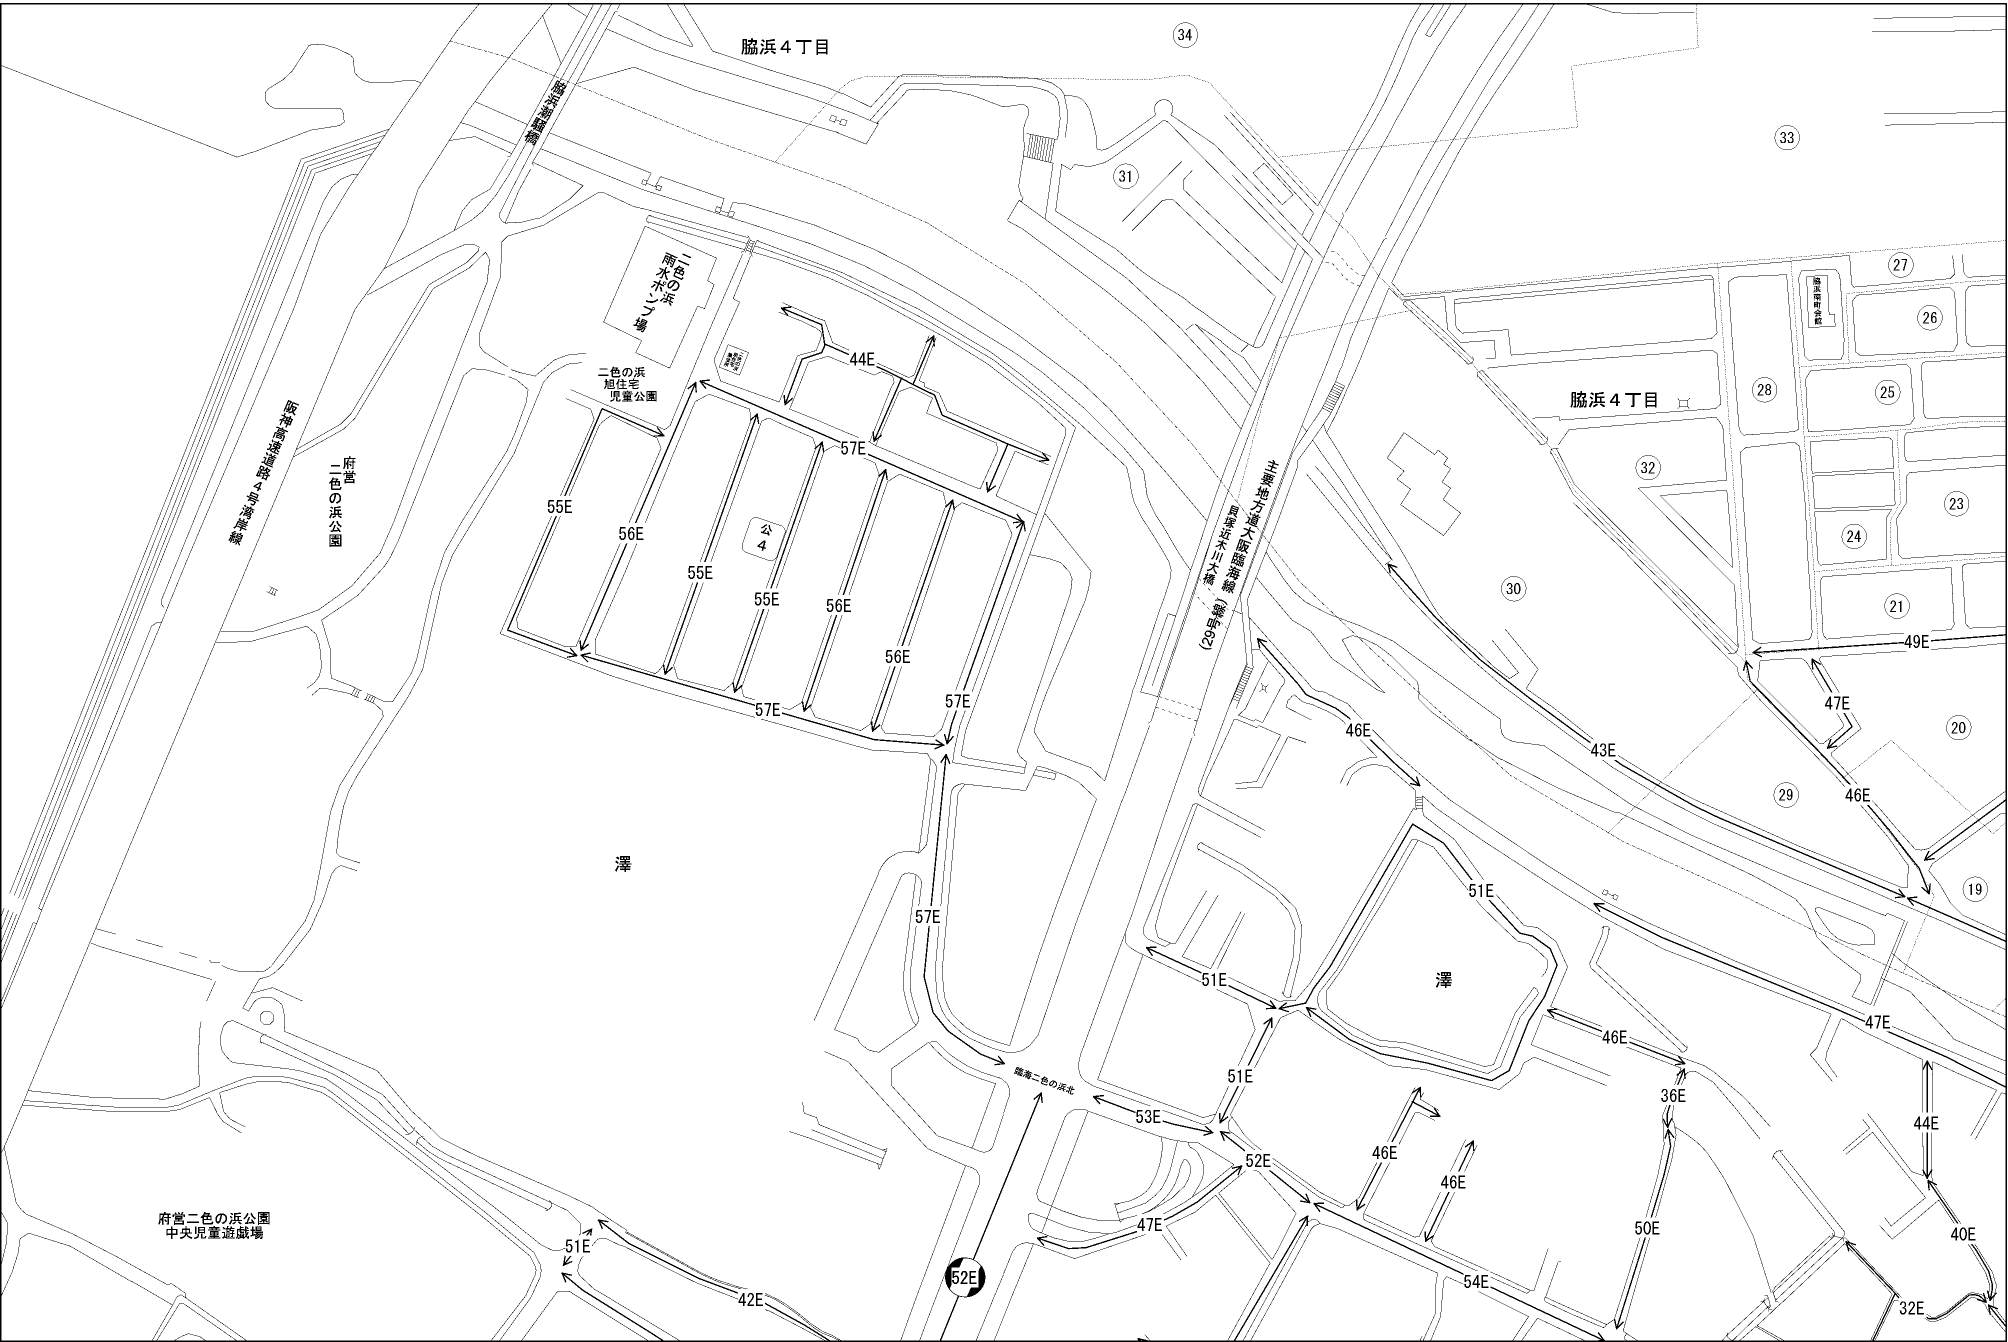 34
脇浜４丁目
脇浜潮騒橋
33
31
二色の浜
雨水ポンプ場
27
脇浜南町会館
26
44E
二色の浜
旭住宅
児童公園
28
25
脇浜４丁目
阪神高速道路４号湾岸線
府営
二色の浜公園
57E
主要地方道大阪臨海線
(29号線)
貝塚近木川大橋
32
55E
56E
公
4
23
24
55E
55E
56E
30
21
56E
49E
57E
57E
46E
47E
20
43E
29
46E
澤
51E
19
57E
51E
澤
47E
46E
臨海二色の浜北
51E
36E
53E
44E
46E
52E
46E
府営二色の浜公園
中央児童遊戯場
47E
50E
40E
51E
52E
54E
42E
32E